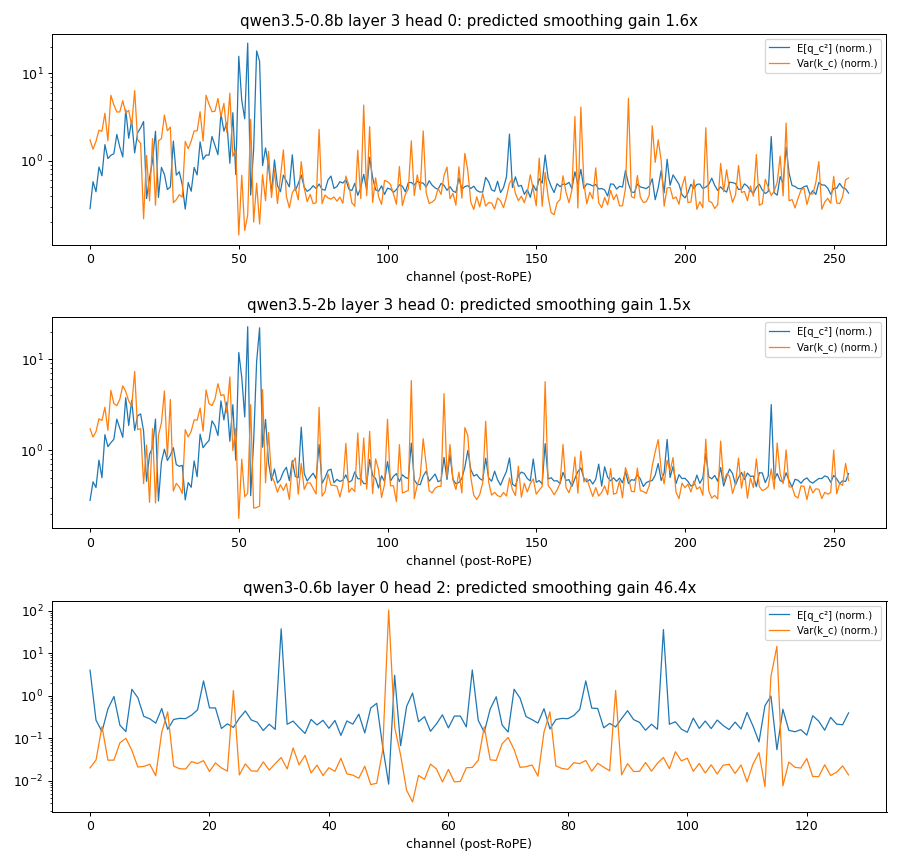 qwen3.5-0.8b layer 3 head 0: predicted smoothing gain 1.6x
E[q_c²] (norm.)
Var(k_c) (norm.)
10¹
10⁰
0 50 100 150 200 250
channel (post-RoPE)
qwen3.5-2b layer 3 head 0: predicted smoothing gain 1.5x
E[q_c²] (norm.)
Var(k_c) (norm.)
10¹
10⁰
0 50 100 150 200 250
channel (post-RoPE)
qwen3-0.6b layer 0 head 2: predicted smoothing gain 46.4x
E[q_c²] (norm.)
Var(k_c) (norm.)
10²
10¹
10⁰
10⁻¹
10⁻²
0 20 40 60 80 100 120
channel (post-RoPE)